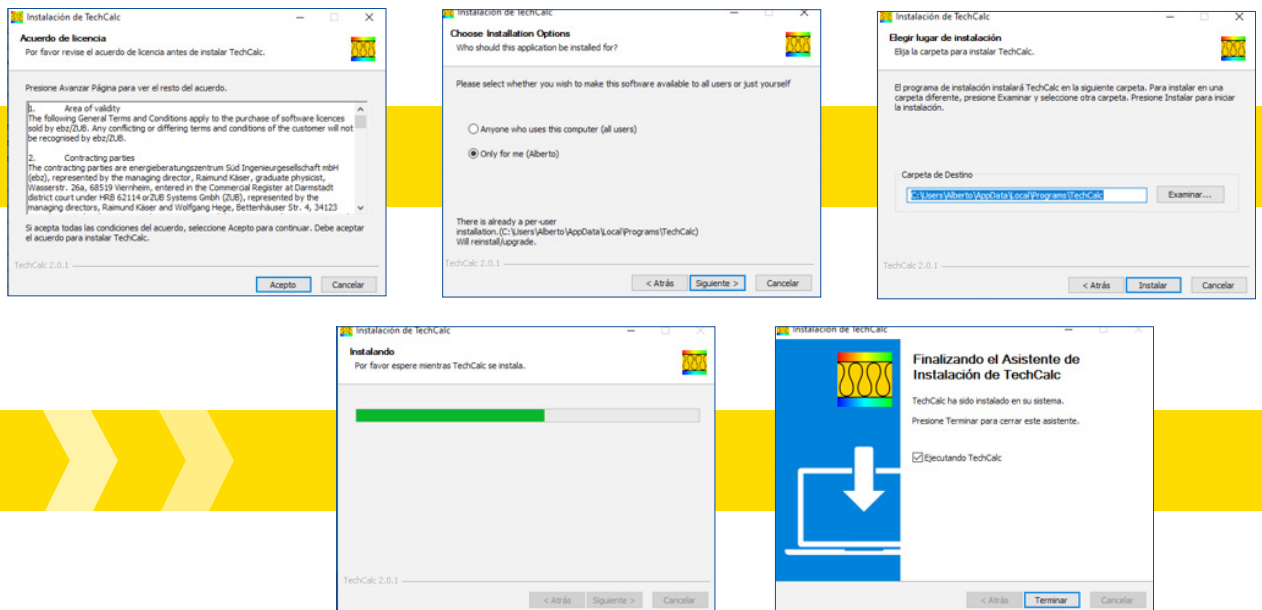 Instalación de TechCalc
Acuerdo de licencia
Por favor revise el acuerdo de licencia antes de instalar TechCalc.
Presione Avanzar Página para ver el resto del acuerdo.
1. Area of validity
The following General Terms and Conditions apply to the purchase of software licences
sold by ebz/ZUB. Any conflicting or differing terms and conditions of the customer will not
be recognised by ebz/ZUB.
2. Contracting parties
The contracting parties are energieberatungszentrum Süd Ingenieurgesellschaft mbH
(ebz), represented by the managing director, Raimund Käser, graduate physicist,
Wasserstr. 26a, 68519 Viernheim, entered in the Commercial Register at Darmstadt
district court under HRB 62114 orZUB Systems Gmbh (ZUB), represented by the
managing directors, Raimund Käser and Wolfgang Hege, Bettenhäuser Str. 4, 34123
Si acepta todas las condiciones del acuerdo, seleccione Acepto para continuar. Debe aceptar
el acuerdo para instalar TechCalc.
TechCalc 2.0.1
Acepto
Cancelar
Instalación de TechCalc
Choose Installation Options
Who should this application be installed for?
Please select whether you wish to make this software available to all users or just yourself
Anyone who uses this computer (all users)
Only for me (Alberto)
There is already a per-user
installation.(C:\Users\Alberto\AppData\Local\Programs\TechCalc)
Will reinstall/upgrade.
TechCalc 2.0.1
< Atrás
Siguiente >
Cancelar
Instalación de TechCalc
Elegir lugar de instalación
Elija la carpeta para instalar TechCalc.
El programa de instalación instalará TechCalc en la siguiente carpeta. Para instalar en una
carpeta diferente, presione Examinar y seleccione otra carpeta. Presione Instalar para iniciar
la instalación.
Carpeta de Destino
C:\Users\Alberto\AppData\Local\Programs\TechCalc
Examinar...
TechCalc 2.0.1
< Atrás
Instalar
Cancelar
Instalación de TechCalc
Instalando
Por favor espere mientras TechCalc se instala.
TechCalc 2.0.1
< Atrás
Siguiente >
Cancelar
Instalación de TechCalc
Finalizando el Asistente de
Instalación de TechCalc
TechCalc ha sido instalado en su sistema.
Presione Terminar para cerrar este asistente.
Ejecutando TechCalc
< Atrás
Terminar
Cancelar